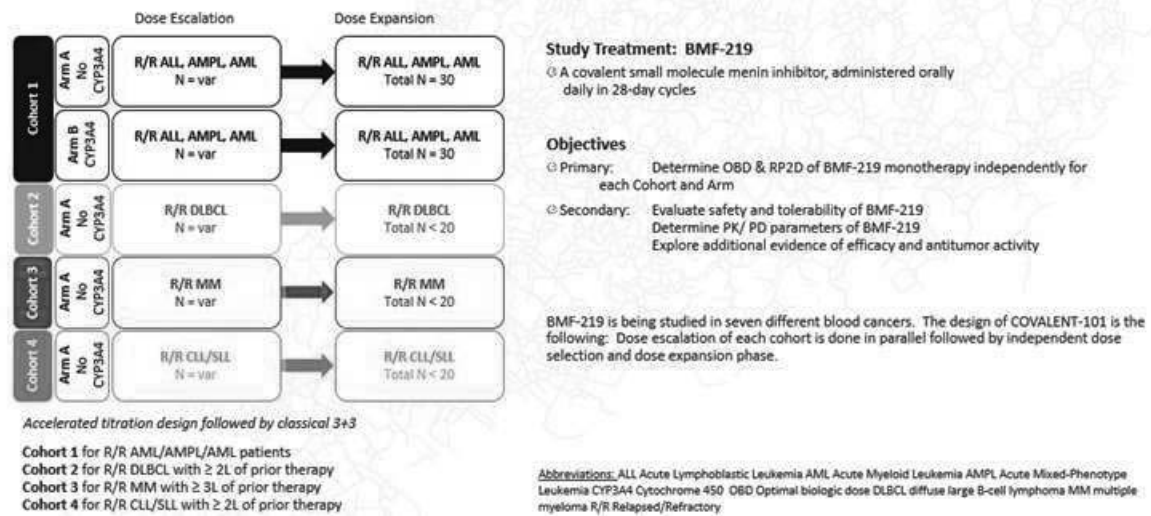 Dose Escalation
Dose Expansion
Cohort 1
Arm A
No
CYP3A4
R/R ALL, AMPL, AML
N = var
R/R ALL, AMPL, AML
Total N = 30
Arm B
CYP3A4
R/R ALL, AMPL, AML
N = var
R/R ALL, AMPL, AML
Total N = 30
Cohort 2
Arm A
No
CYP3A4
R/R DLBCL
N = var
R/R DLBCL
Total N < 20
Cohort 3
Arm A
No
CYP3A4
R/R MM
N = var
R/R MM
Total N < 20
Cohort 4
Arm A
No
CYP3A4
R/R CLL/SLL
N = var
R/R CLL/SLL
Total N < 20
Accelerated titration design followed by classical 3+3
Cohort 1 for R/R AML/AMPL/AML patients
Cohort 2 for R/R DLBCL with ≥ 2L of prior therapy
Cohort 3 for R/R MM with ≥ 3L of prior therapy
Cohort 4 for R/R CLL/SLL with ≥ 2L of prior therapy
Study Treatment: BMF-219
A covalent small molecule menin inhibitor, administered orally
daily in 28-day cycles
Objectives
Primary: Determine OBD & RP2D of BMF-219 monotherapy independently for
each Cohort and Arm
Secondary: Evaluate safety and tolerability of BMF-219
Determine PK/ PD parameters of BMF-219
Explore additional evidence of efficacy and antitumor activity
BMF-219 is being studied in seven different blood cancers. The design of COVALENT-101 is the
following: Dose escalation of each cohort is done in parallel followed by independent dose
selection and dose expansion phase.
Abbreviations: ALL Acute Lymphoblastic Leukemia AML Acute Myeloid Leukemia AMPL Acute Mixed-Phenotype
Leukemia CYP3A4 Cytochrome 450 OBD Optimal biologic dose DLBCL diffuse large B-cell lymphoma MM multiple
myeloma R/R Relapsed/Refractory